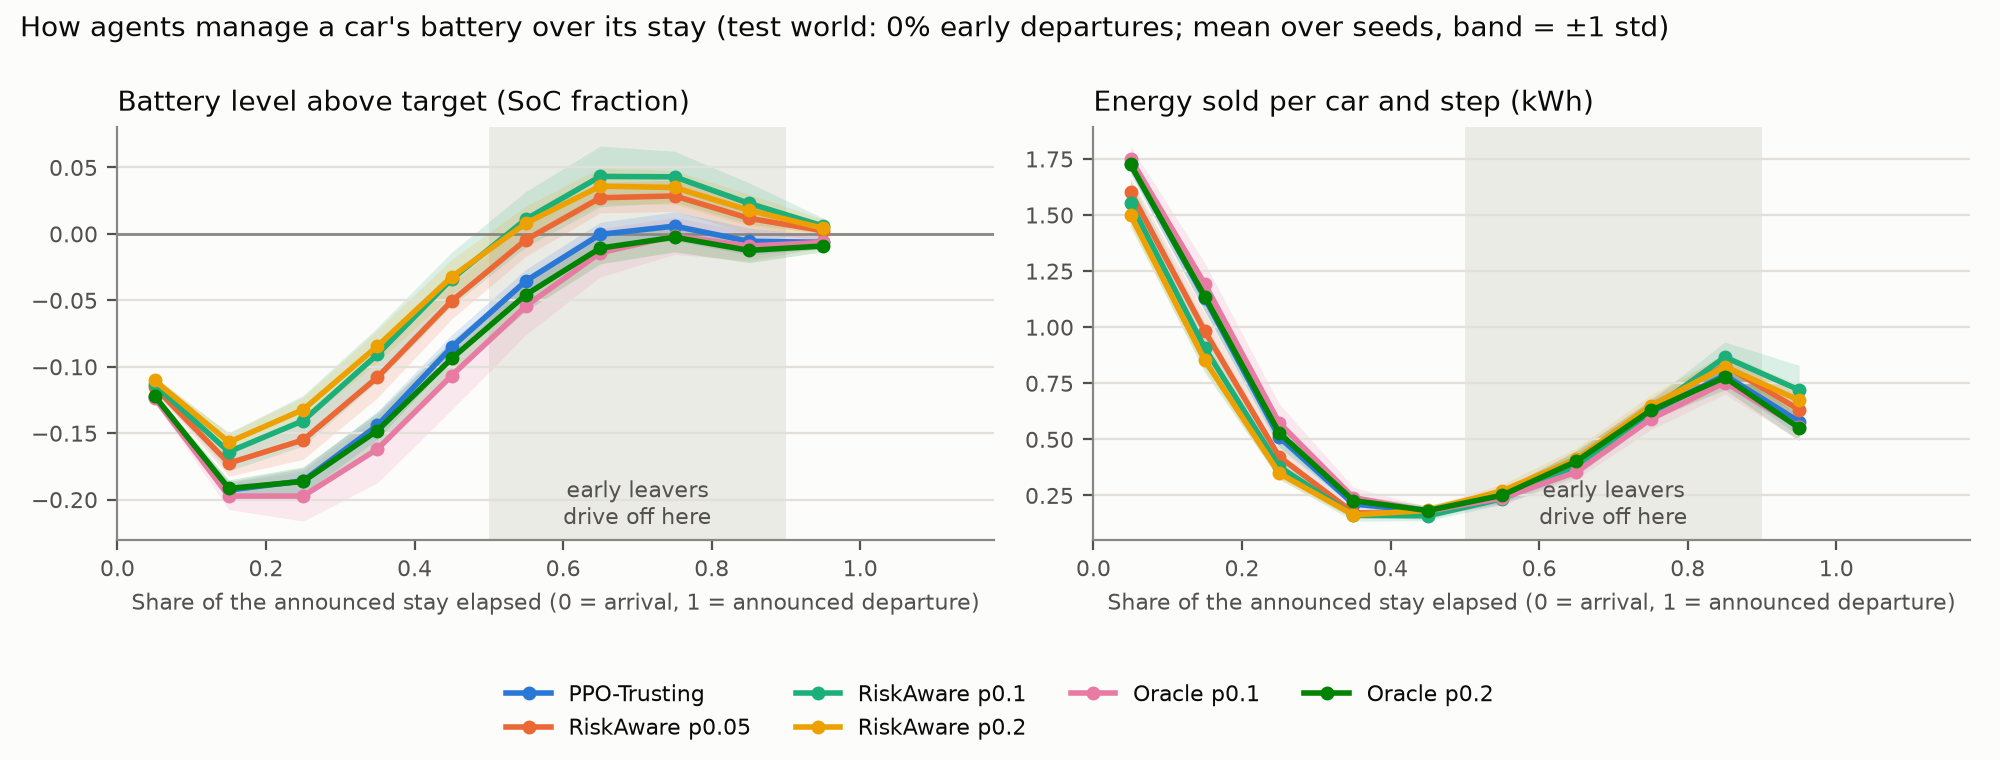 How agents manage a car's battery over its stay (test world: 0% early departures; mean over seeds, band = ±1 std)
Battery level above target (SoC fraction)
0.05
0.00
−0.05
−0.10
−0.15
−0.20
early leavers
drive off here
0.0 0.2 0.4 0.6 0.8 1.0
Share of the announced stay elapsed (0 = arrival, 1 = announced departure)
Energy sold per car and step (kWh)
1.75
1.50
1.25
1.00
0.75
0.50
0.25
early leavers
drive off here
0.0 0.2 0.4 0.6 0.8 1.0
Share of the announced stay elapsed (0 = arrival, 1 = announced departure)
PPO-Trusting RiskAware p0.1 Oracle p0.1 Oracle p0.2
RiskAware p0.05 RiskAware p0.2